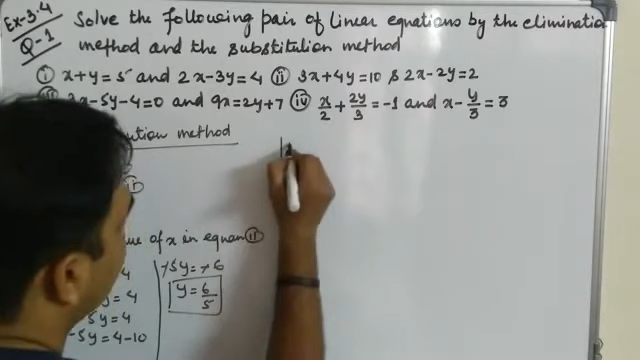 Ex-3.4
Q-1
Solve the following pair of linear equations by the elimination
method and the substitution method
(i) x+y=5 and 2x-3y=4 (ii) 3x+4y=10 & 2x-2y=2
-5y-4=0 and 9x=2y+7 (iv) x/2 + 2y/3 = -1 and x - y/3 = 3
method
of x in equan (ii)
4
y=4
-5y=4
-5y=4-10
-5y=-6
y=6/5